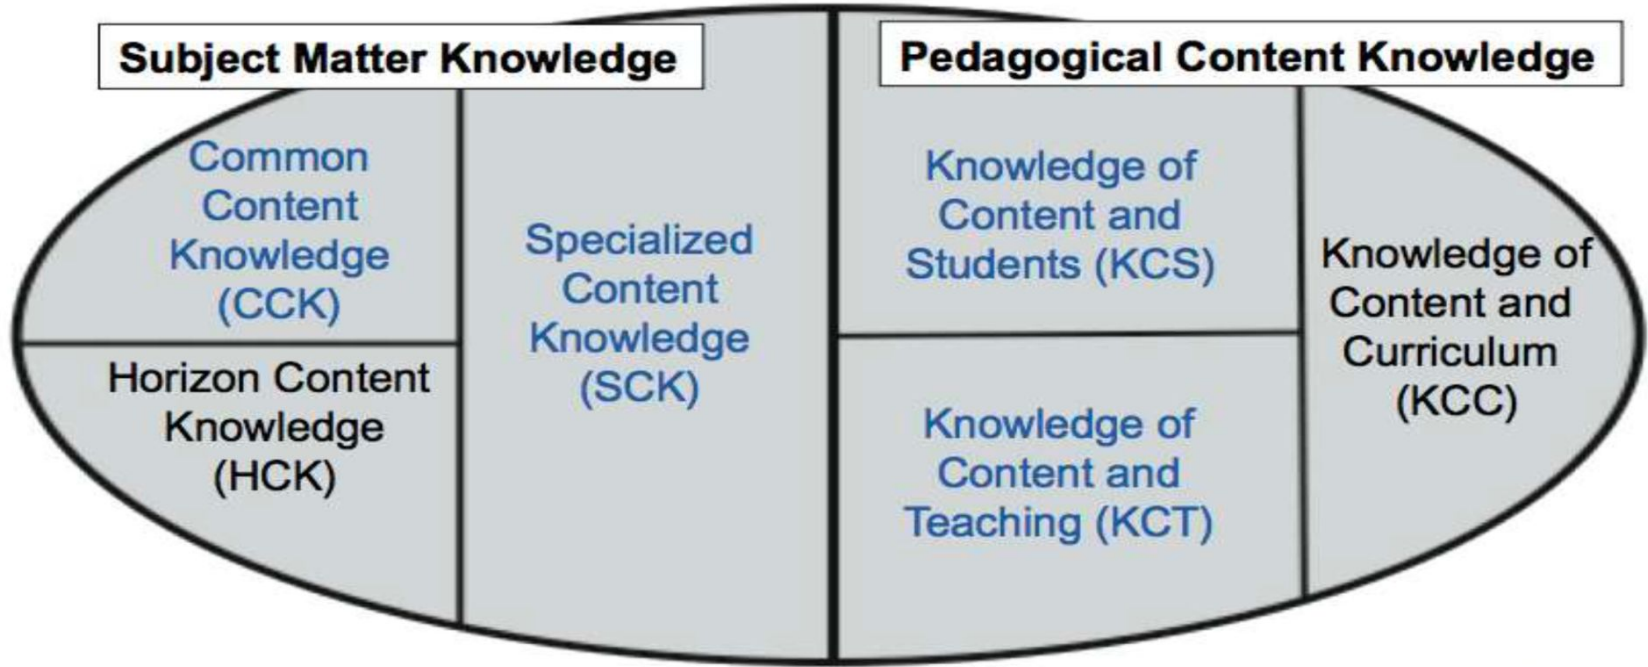 Subject Matter Knowledge
Pedagogical Content Knowledge
Common
Content
Knowledge
(CCK)
Horizon Content
Knowledge
(HCK)
Specialized
Content
Knowledge
(SCK)
Knowledge of
Content and
Students (KCS)
Knowledge of
Content and
Teaching (KCT)
Knowledge of
Content and
Curriculum
(KCC)